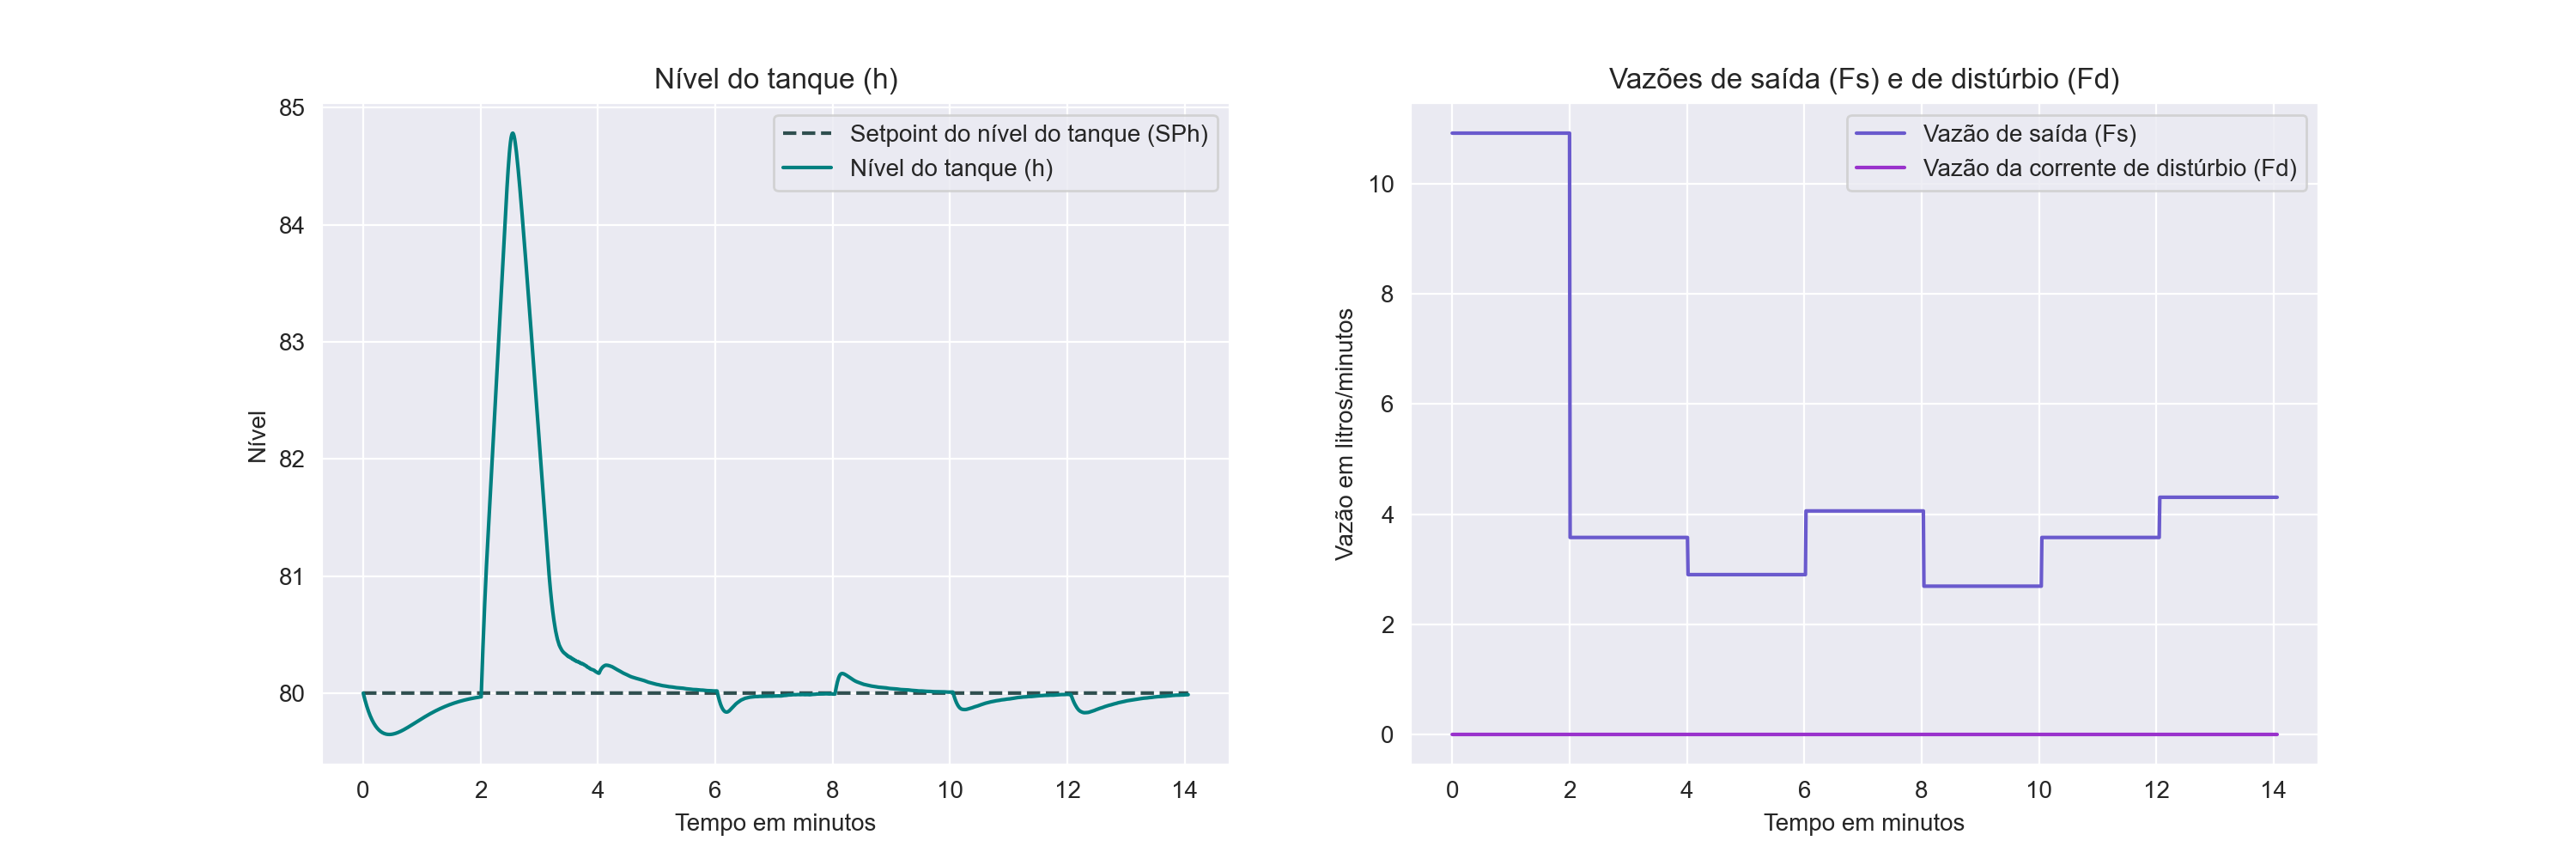 Nível do tanque (h)
85
84
83
82
81
80
Nível
Setpoint do nível do tanque (SPh)
Nível do tanque (h)
0 2 4 6 8 10 12 14
Tempo em minutos
Vazões de saída (Fs) e de distúrbio (Fd)
10
8
6
4
2
0
Vazão em litros/minutos
Vazão de saída (Fs)
Vazão da corrente de distúrbio (Fd)
0 2 4 6 8 10 12 14
Tempo em minutos